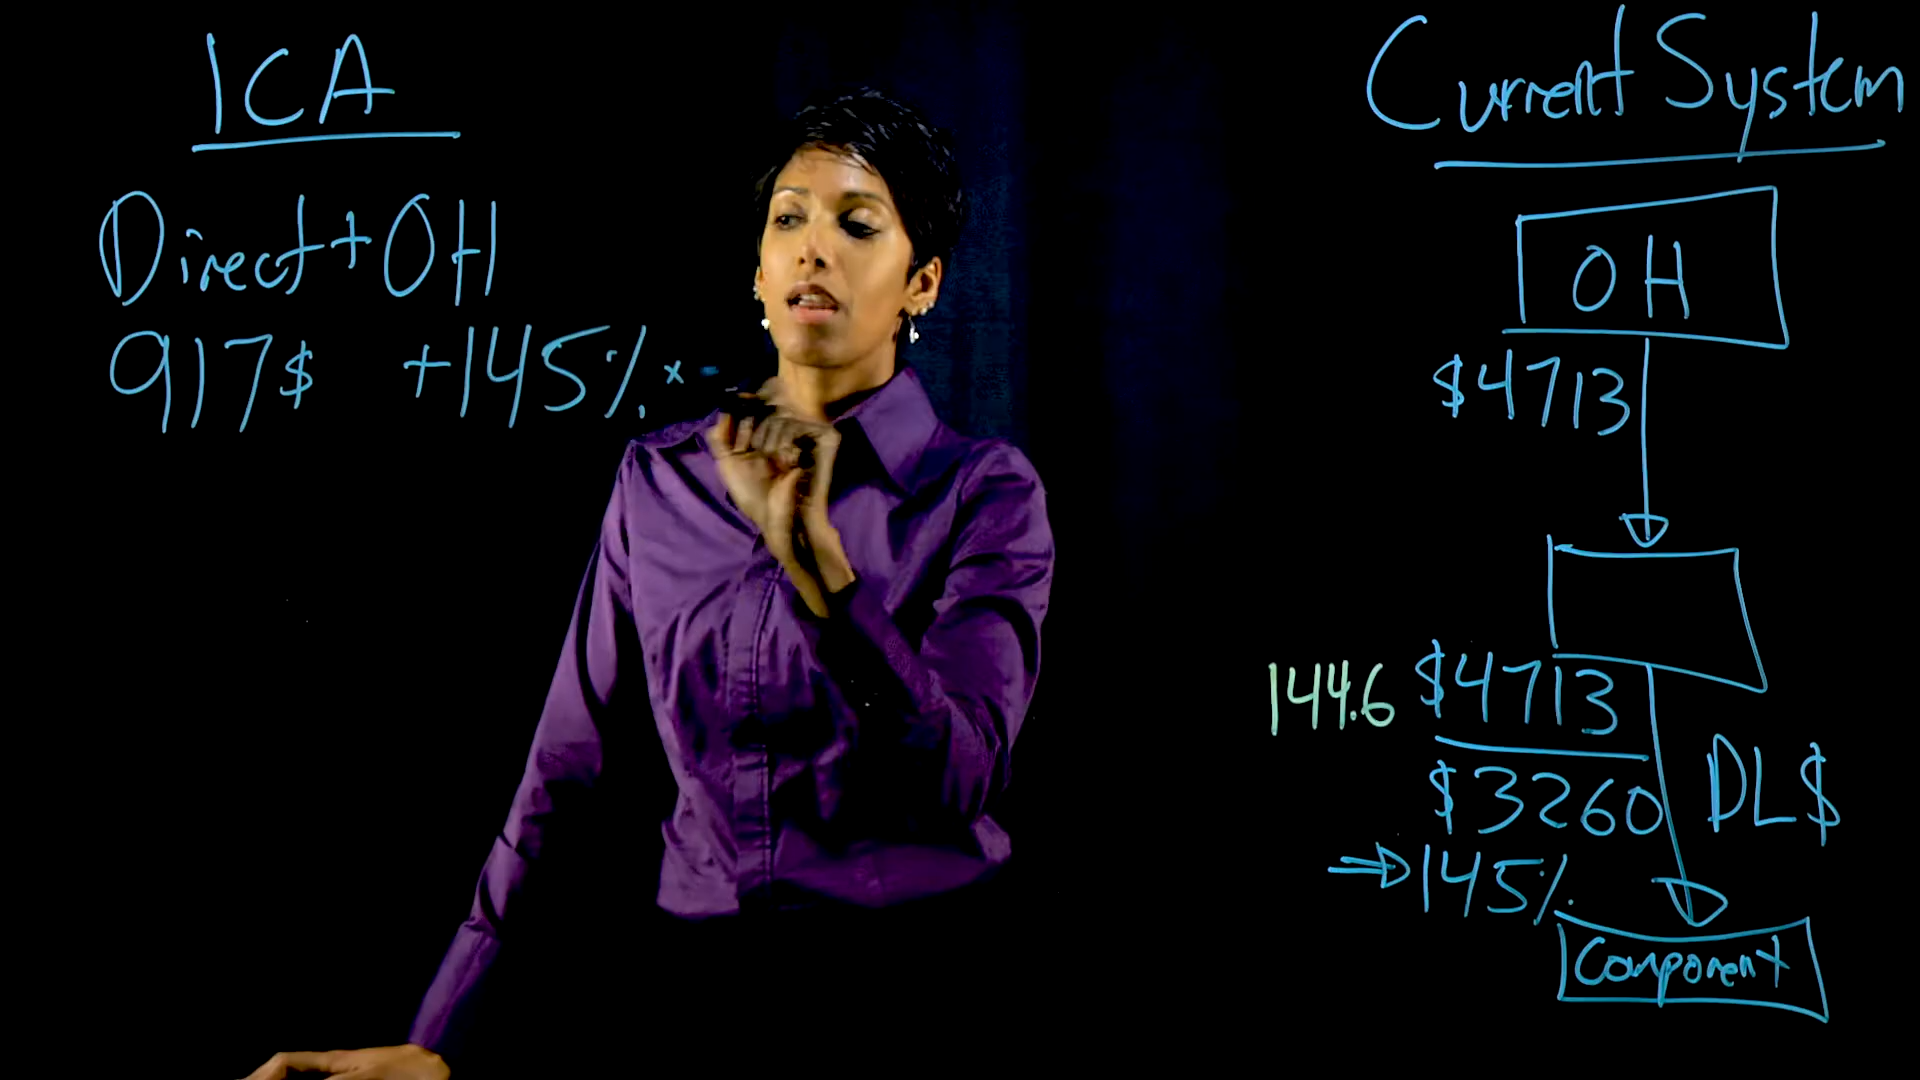 ICA
Direct + OH
917$ +145% x
Current System
OH
$4713
144.6 $4713
$3260 DL$
⇒145%
Component